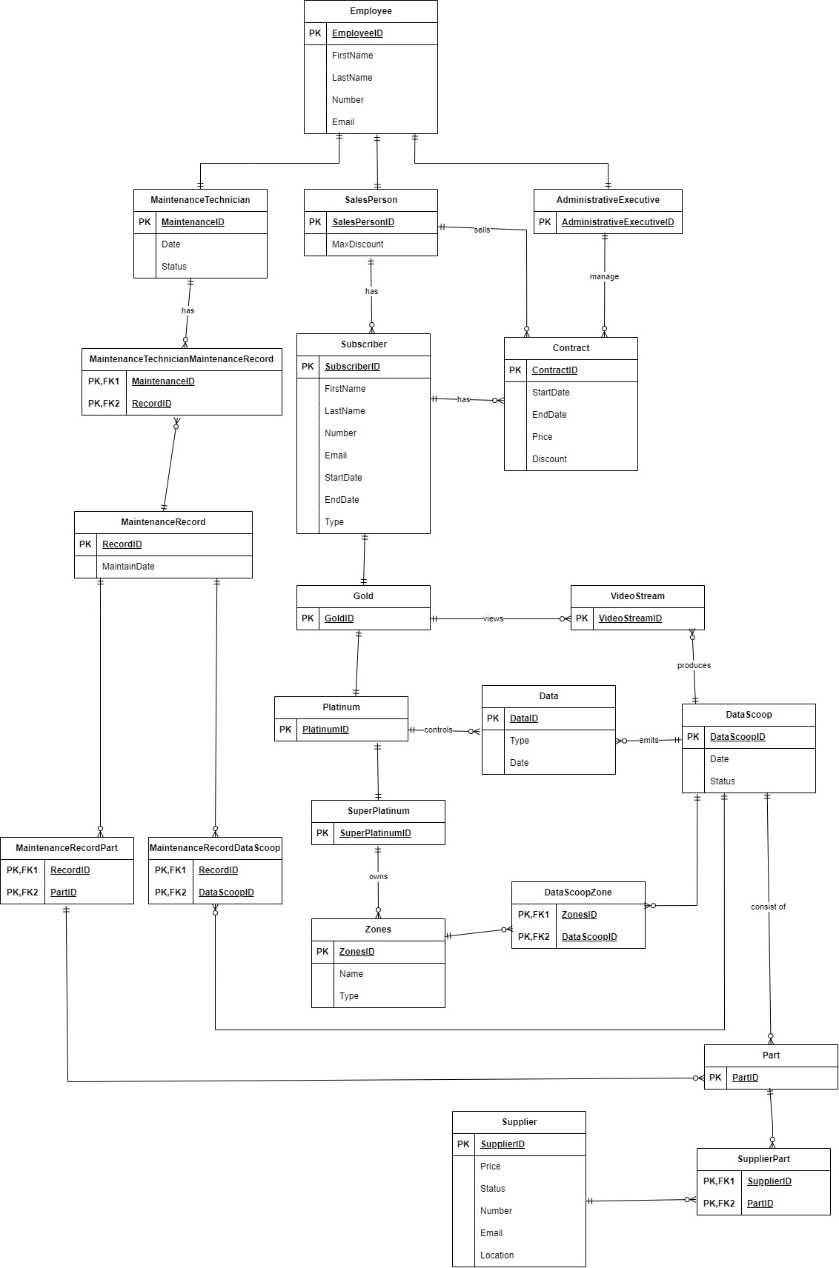 Employee
PK EmployeeID
FirstName
LastName
Number
Email
MaintenanceTechnician
PK MaintenanceID
Date
Status
SalesPerson
PK SalesPersonID
MaxDiscount
AdministrativeExecutive
PK AdministrativeExecutiveID
sells
has
has
manage
MaintenanceTechnicianMaintenanceRecord
PK,FK1 MaintenanceID
PK,FK2 RecordID
Subscriber
PK SubscriberID
FirstName
LastName
Number
Email
StartDate
EndDate
Type
has
Contract
PK ContractID
StartDate
EndDate
Price
Discount
MaintenanceRecord
PK RecordID
MaintainDate
Gold
PK GoldID
views
VideoStream
PK VideoStreamID
produces
Platinum
PK PlatinumID
controls
Data
PK DataID
Type
Date
emits
DataScoop
PK DataScoopID
Date
Status
SuperPlatinum
PK SuperPlatinumID
owns
MaintenanceRecordPart
PK,FK1 RecordID
PK,FK2 PartID
MaintenanceRecordDataScoop
PK,FK1 RecordID
PK,FK2 DataScoopID
Zones
PK ZonesID
Name
Type
DataScoopZone
PK,FK1 ZonesID
PK,FK2 DataScoopID
consist of
Part
PK PartID
Supplier
PK SupplierID
Price
Status
Number
Email
Location
SupplierPart
PK,FK1 SupplierID
PK,FK2 PartID